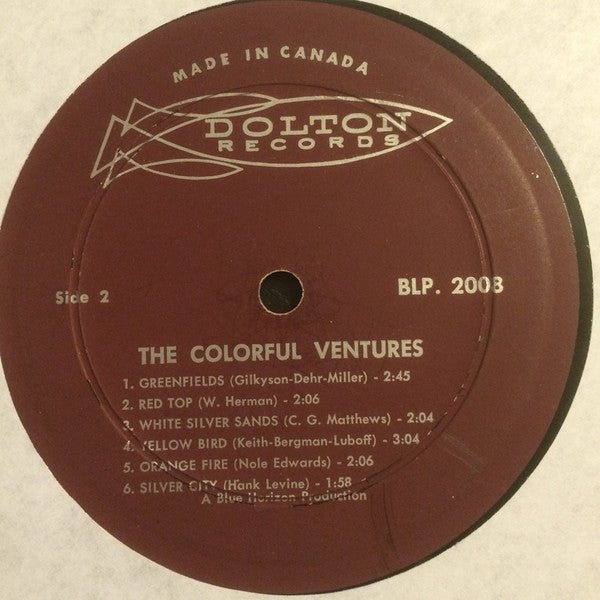 MADE IN CANADA
DOLTON
RECORDS
Side 2
BLP. 2008
THE COLORFUL VENTURES
1. GREENFIELDS (Gilkyson-Dehr-Miller) - 2:45
2. RED TOP (W. Herman) - 2:06
3. WHITE SILVER SANDS (C. G. Matthews) - 2:04
4. YELLOW BIRD (Keith-Bergman-Luboff) - 3:04
5. ORANGE FIRE (Nole Edwards) - 2:06
6. SILVER CITY (Hank Levine) - 1:58
A Blue Horizon Production